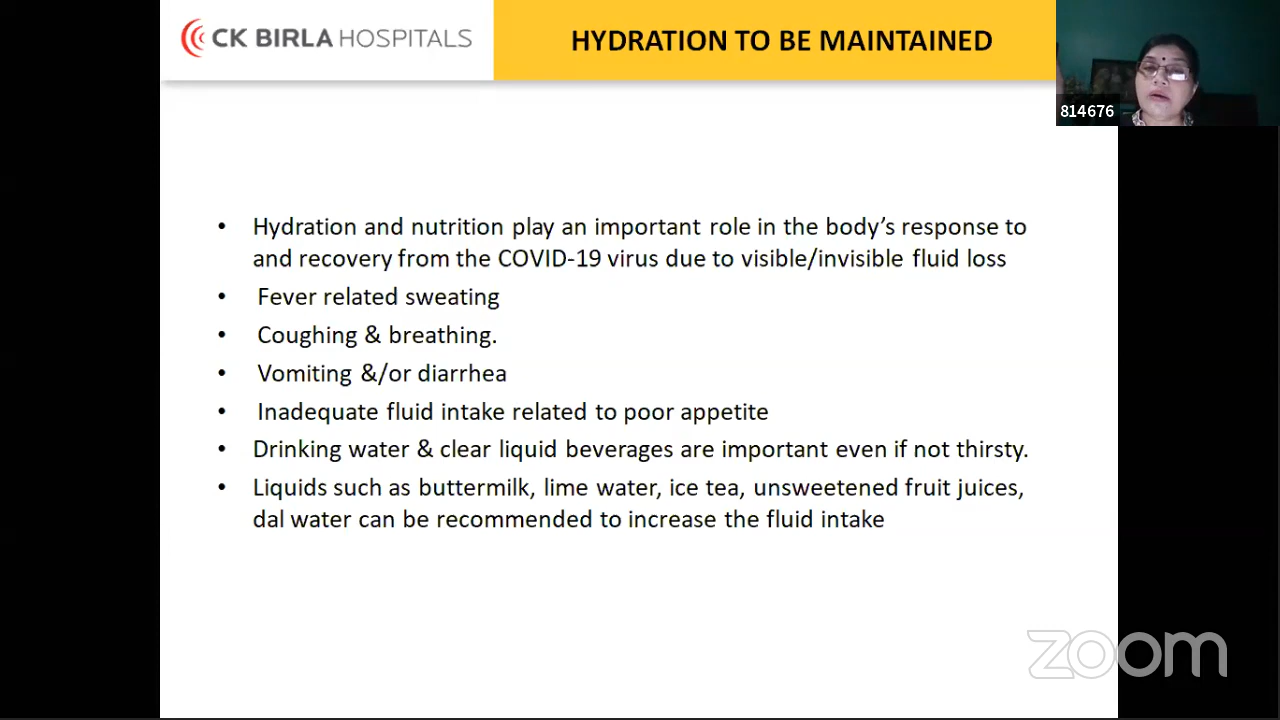 CK BIRLA HOSPITALS
HYDRATION TO BE MAINTAINED
814676
• Hydration and nutrition play an important role in the body’s response to
and recovery from the COVID-19 virus due to visible/invisible fluid loss
• Fever related sweating
• Coughing & breathing.
• Vomiting &/or diarrhea
• Inadequate fluid intake related to poor appetite
• Drinking water & clear liquid beverages are important even if not thirsty.
• Liquids such as buttermilk, lime water, ice tea, unsweetened fruit juices,
dal water can be recommended to increase the fluid intake
zoom